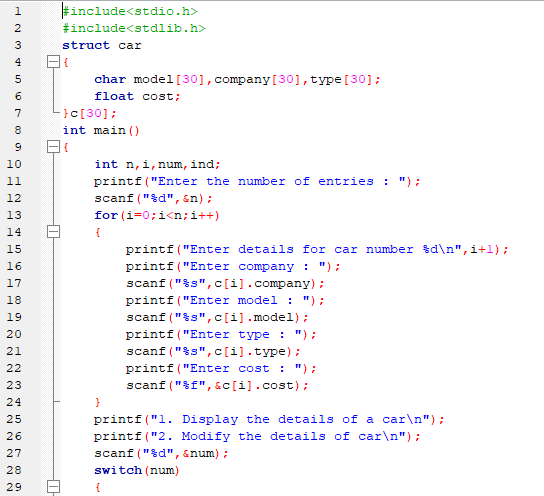 1 #include<stdio.h>
2 #include<stdlib.h>
3 struct car
4 {
5 char model[30],company[30],type[30];
6 float cost;
7 }c[30];
8 int main()
9 {
10 int n,i,num,ind;
11 printf("Enter the number of entries : ");
12 scanf("%d",&n);
13 for(i=0;i<n;i++)
14 {
15 printf("Enter details for car number %d\n",i+1);
16 printf("Enter company : ");
17 scanf("%s",c[i].company);
18 printf("Enter model : ");
19 scanf("%s",c[i].model);
20 printf("Enter type : ");
21 scanf("%s",c[i].type);
22 printf("Enter cost : ");
23 scanf("%f",&c[i].cost);
24 }
25 printf("1. Display the details of a car\n");
26 printf("2. Modify the details of car\n");
27 scanf("%d",&num);
28 switch(num)
29 {